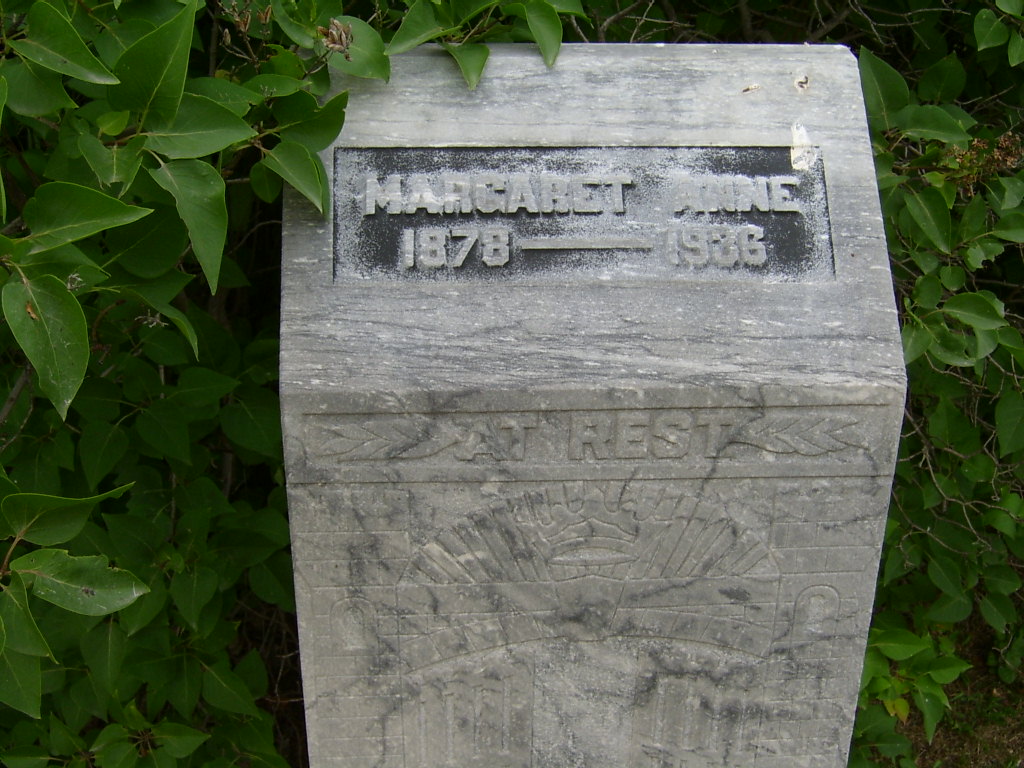 MARGARET ANNE
1878 — 1936
AT REST